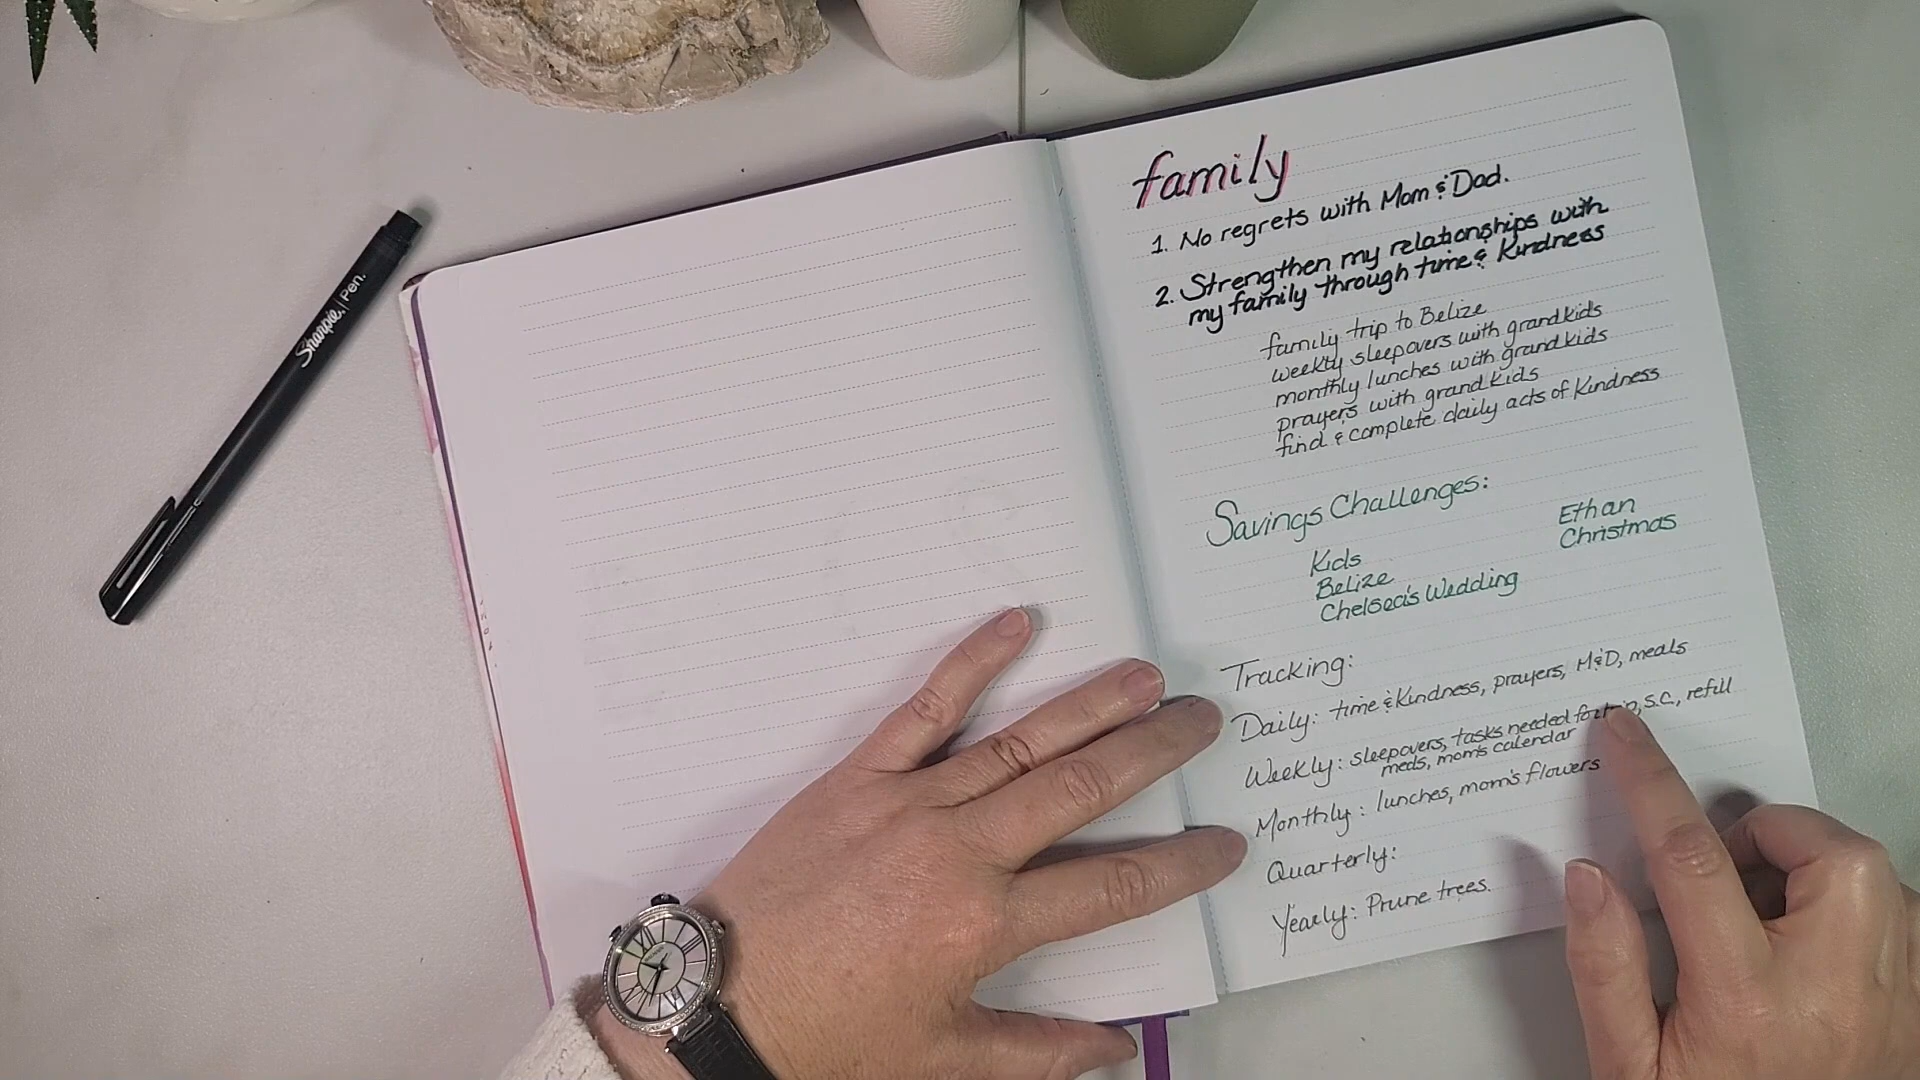 family
1. No regrets with Mom & Dad.
2. Strengthen my relationships with
my family through time & Kindness
family trip to Belize
weekly sleepovers with grandkids
monthly lunches with grandkids
prayers with grandkids
find & complete daily acts of Kindness
Savings Challenges:
Kids
Belize
Chelsea's Wedding
Ethan
Christmas
Tracking:
Daily: time & Kindness, prayers, M&D, meals
Weekly: sleepovers, tasks needed for trip, S.C., refill
meds, mom's calendar
Monthly: lunches, mom's flowers
Quarterly:
Yearly: Prune trees.
Sharpie Pen.